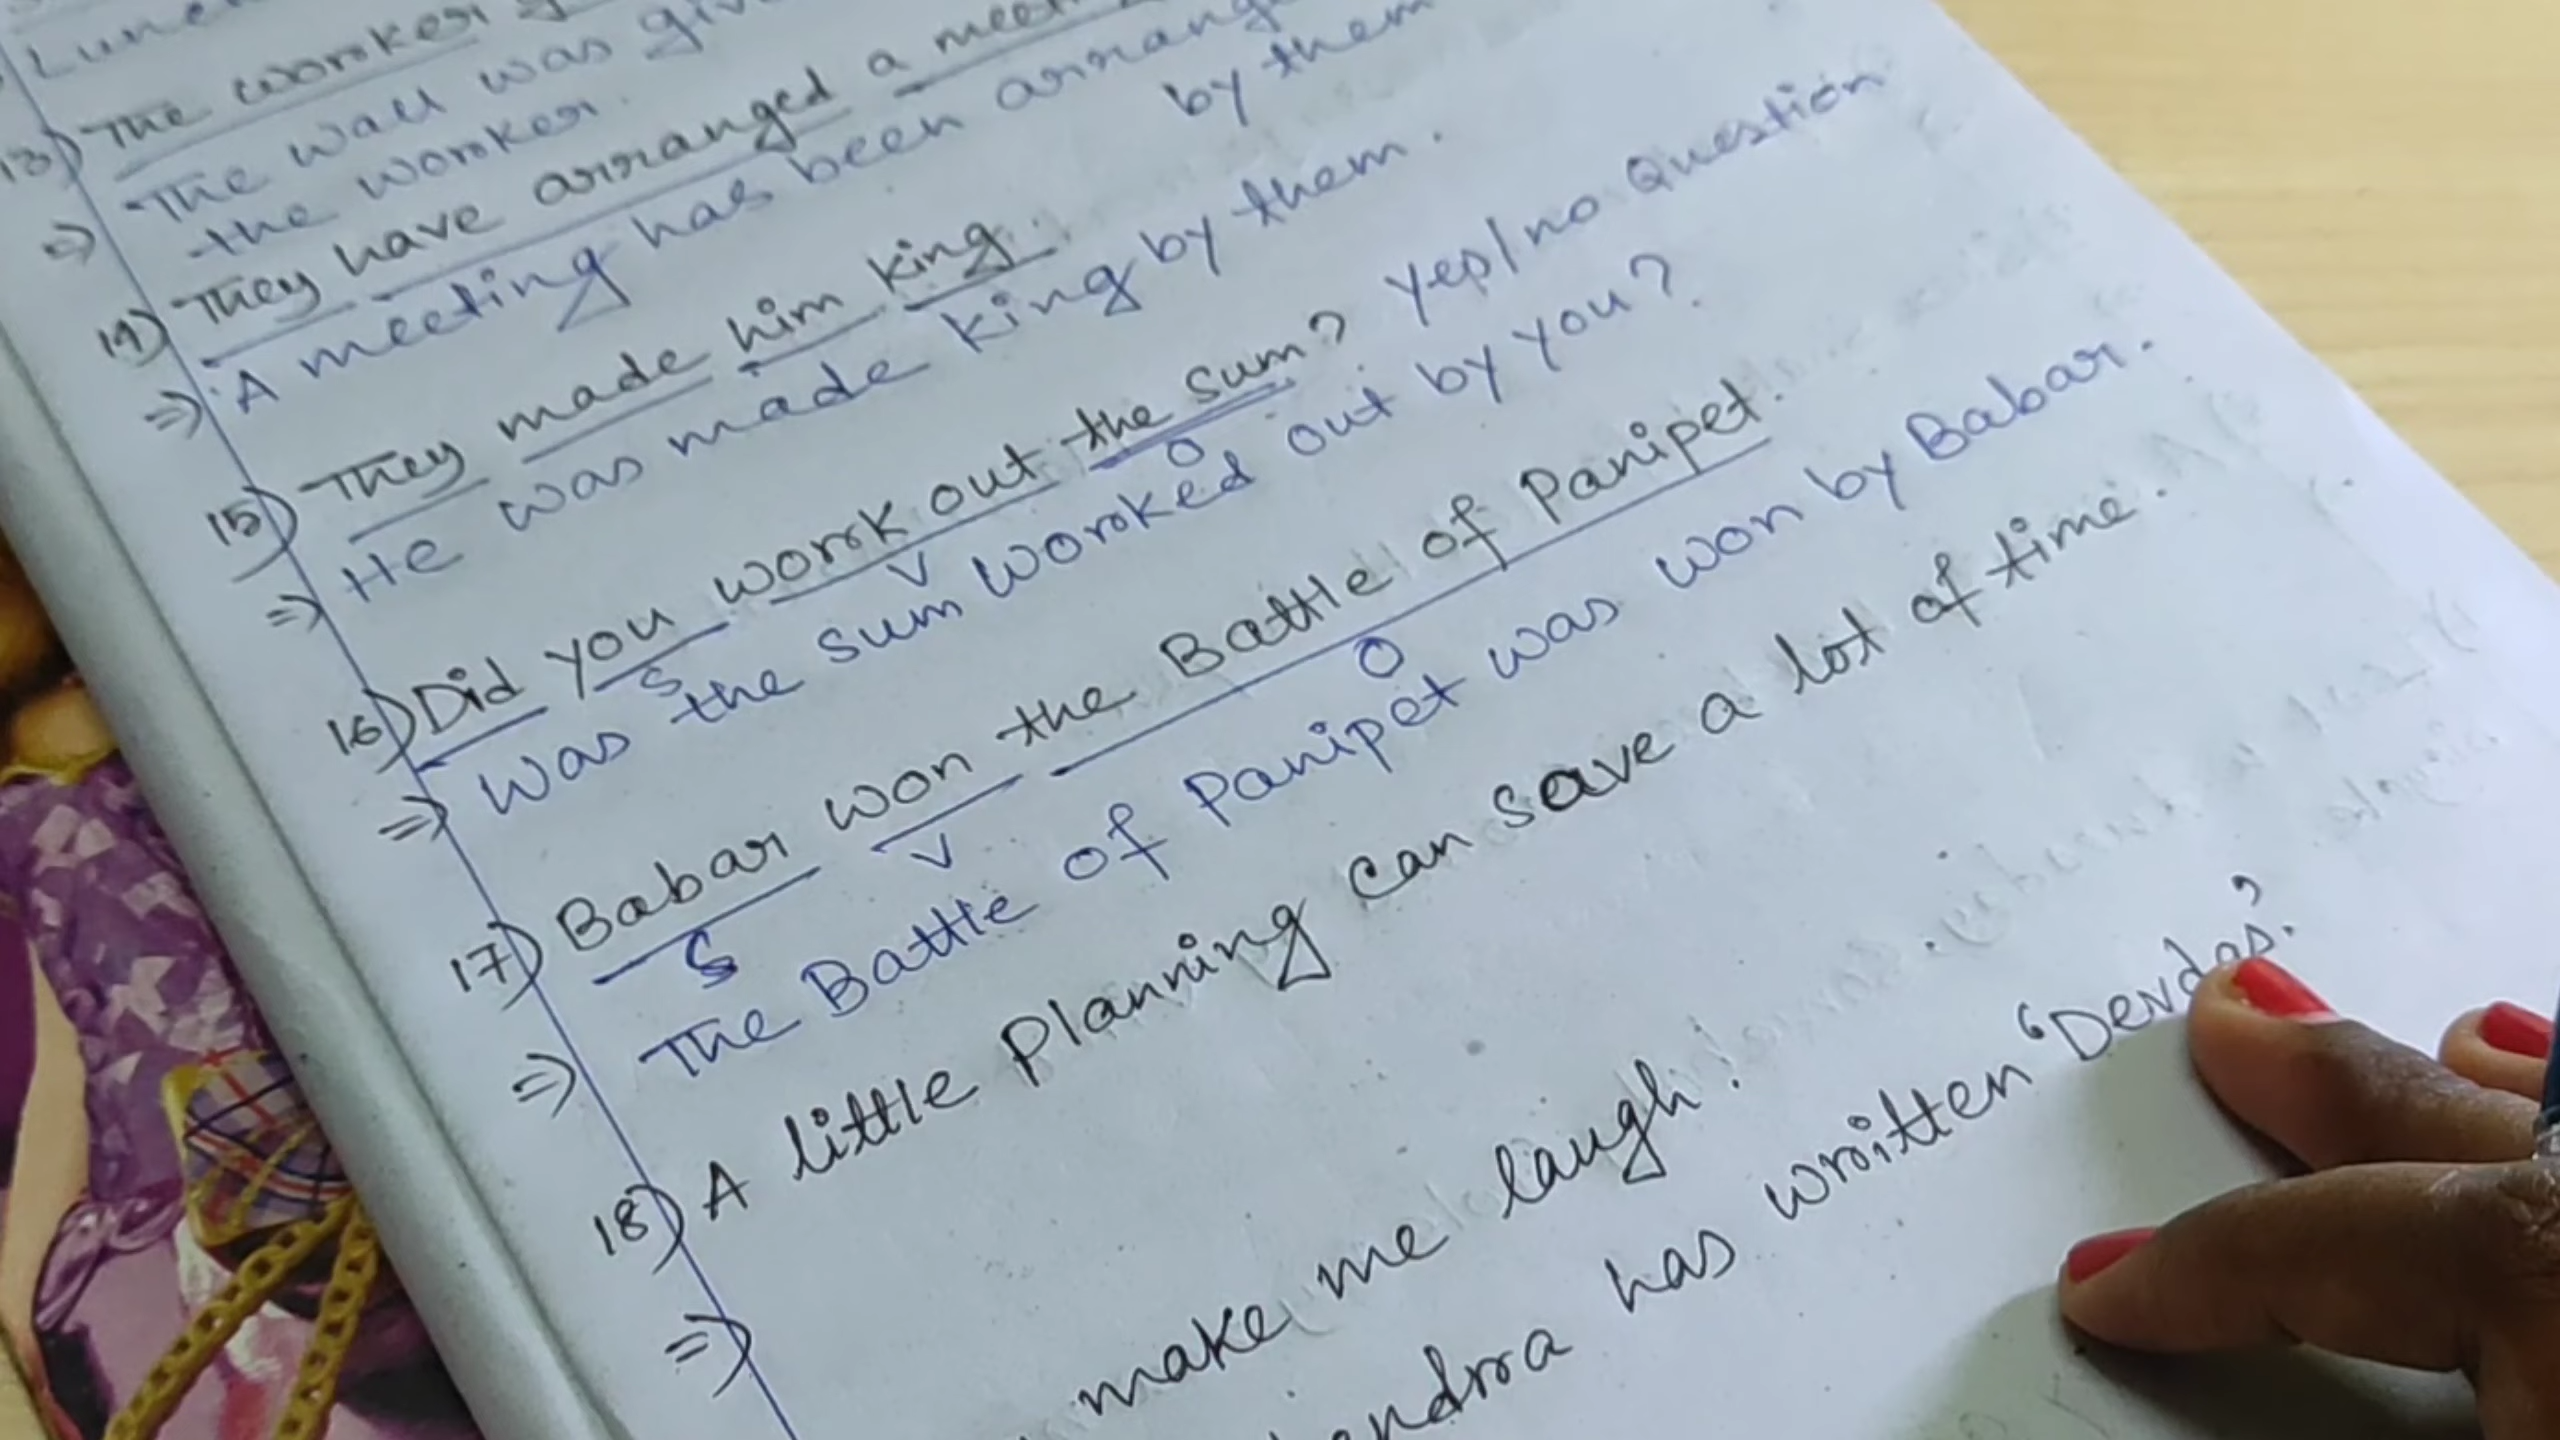 Lunch
13) The worker
=> The wall was
the worker.
14) They have arranged a
=> A meeting has been
by them
15) They made him king.
=> He was made king by them.
16) Did you work out the sum? yep/no Question
S V O
=> Was the sum worked out by you?
17) Babar won the Battle of Panipet.
S V O
=> The Battle of Panipet was won by Babar.
18) A little Planning can save a lot of time.
=>
make me laugh!
has written 'Devdas.'